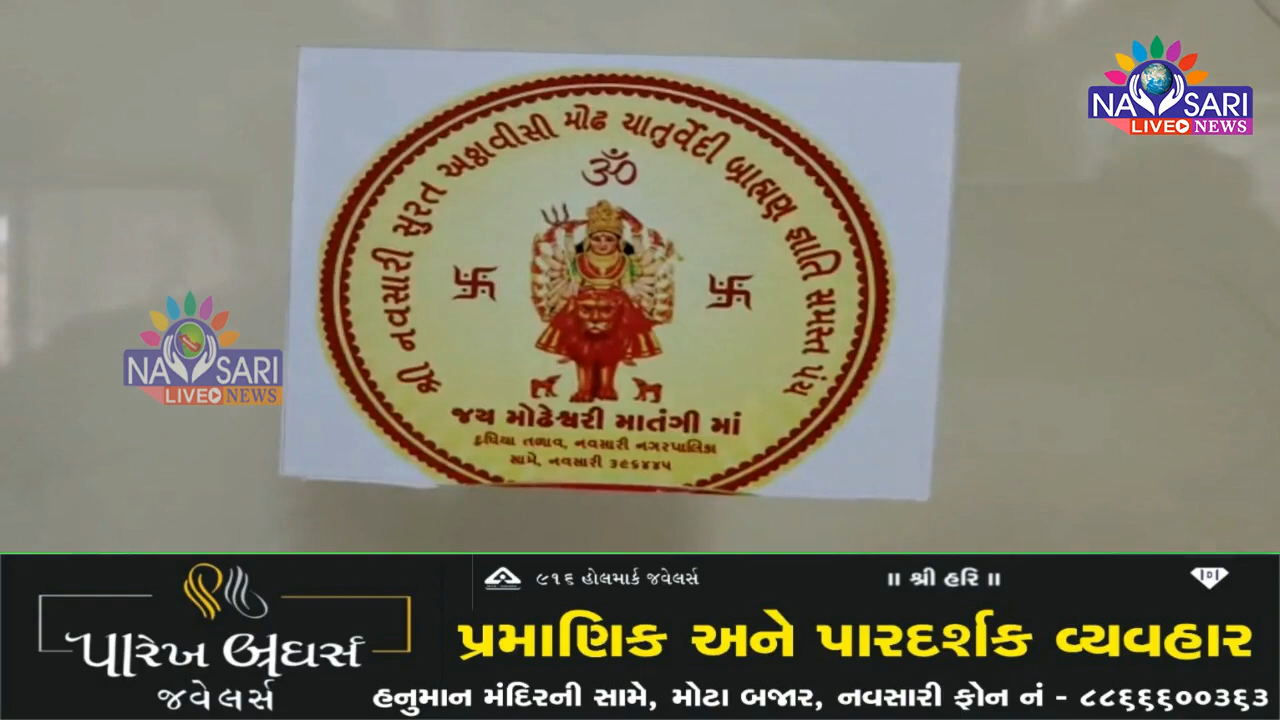 NAVSARI
LIVE NEWS
શ્રી નવસારી સુરત અઠ્ઠાવીસી મોઢ ચાતુર્વેદી બ્રાહ્મણ જ્ઞાતિ સમસ્ત પંચ
ૐ
જય મોઢેશ્વરી માતંગી માં
દુધિયા તળાવ, નવસારી નગરપાલિકા
સામે, નવસારી ૩૯૬૪૪૫
NAVSARI
LIVE NEWS
પારેખ બ્રધર્સ
જવેલર્સ
૯૧૬ હોલમાર્ક જવેલર્સ
॥ શ્રી હરિ ॥
પ્રમાણિક અને પારદર્શક વ્યવહાર
હનુમાન મંદિરની સામે, મોટા બજાર, નવસારી ફોન નં - ૮૮૬૬૬૦૦૩૬૩